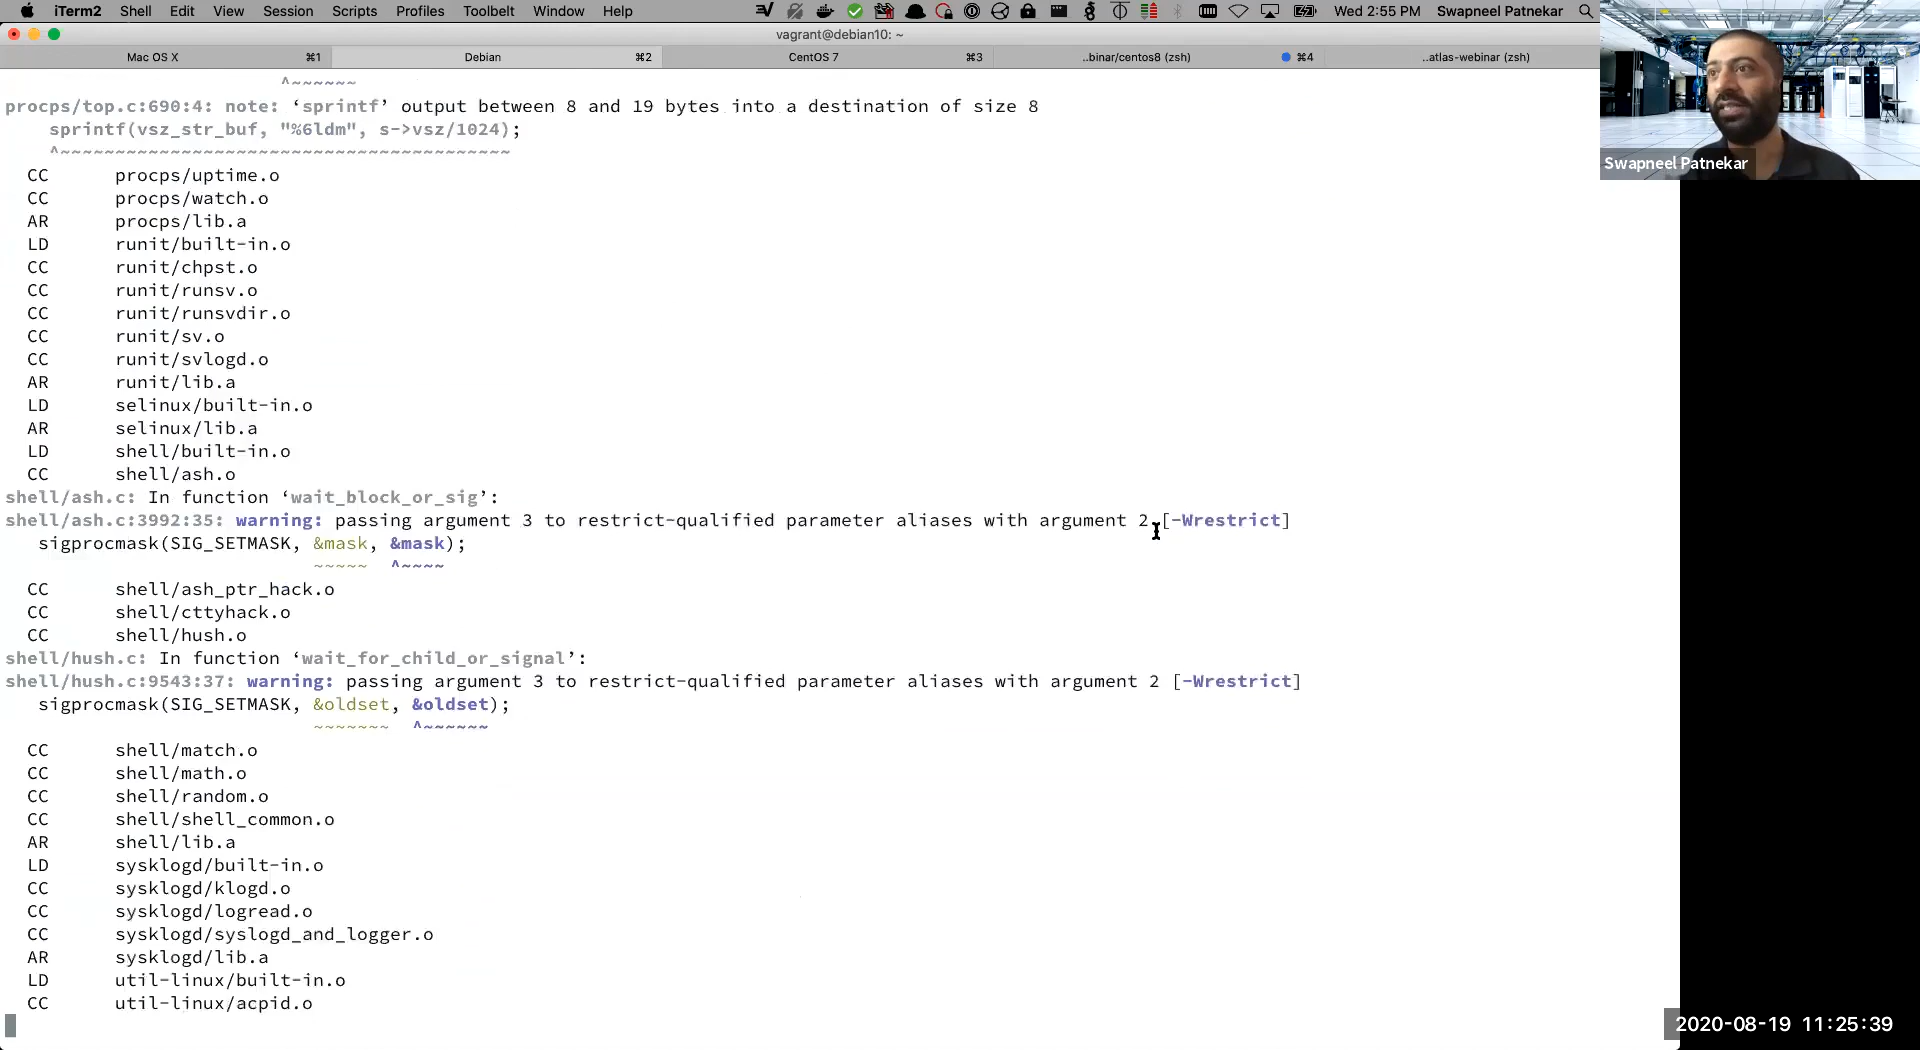 iTerm2 Shell Edit View Session Scripts Profiles Toolbelt Window Help Wed 2:55 PM Swapneel Patnekar
vagrant@debian10: ~
Mac OS X ⌘1 Debian ⌘2 CentOS 7 ⌘3 ..binar/centos8 (zsh) ⌘4 ..atlas-webinar (zsh)
^~~~~~~
procps/top.c:690:4: note: ‘sprintf’ output between 8 and 19 bytes into a destination of size 8
sprintf(vsz_str_buf, "%6ldm", s->vsz/1024);
^~~~~~~~~~~~~~~~~~~~~~~~~~~~~~~~~~~~~~~~~~
CC procps/uptime.o
CC procps/watch.o
AR procps/lib.a
LD runit/built-in.o
CC runit/chpst.o
CC runit/runsv.o
CC runit/runsvdir.o
CC runit/sv.o
CC runit/svlogd.o
AR runit/lib.a
LD selinux/built-in.o
AR selinux/lib.a
LD shell/built-in.o
CC shell/ash.o
shell/ash.c: In function ‘wait_block_or_sig’:
shell/ash.c:3992:35: warning: passing argument 3 to restrict-qualified parameter aliases with argument 2 [-Wrestrict]
sigprocmask(SIG_SETMASK, &mask, &mask);
~~~~~ ^~~~~
CC shell/ash_ptr_hack.o
CC shell/cttyhack.o
CC shell/hush.o
shell/hush.c: In function ‘wait_for_child_or_signal’:
shell/hush.c:9543:37: warning: passing argument 3 to restrict-qualified parameter aliases with argument 2 [-Wrestrict]
sigprocmask(SIG_SETMASK, &oldset, &oldset);
~~~~~~~ ^~~~~~~
CC shell/match.o
CC shell/math.o
CC shell/random.o
CC shell/shell_common.o
AR shell/lib.a
LD sysklogd/built-in.o
CC sysklogd/klogd.o
CC sysklogd/logread.o
CC sysklogd/syslogd_and_logger.o
AR sysklogd/lib.a
LD util-linux/built-in.o
CC util-linux/acpid.o
Swapneel Patnekar
2020-08-19 11:25:39